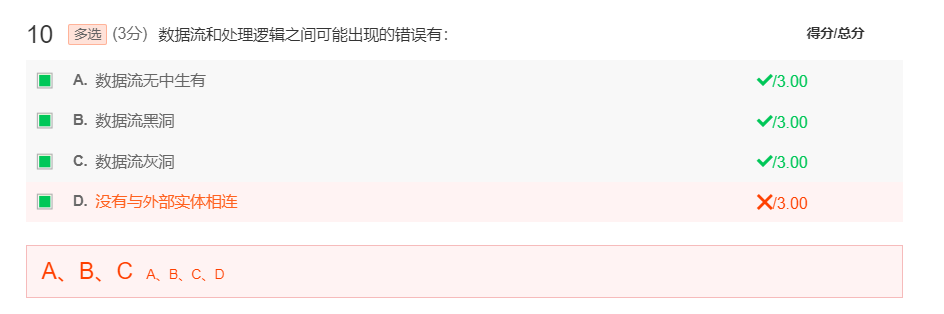 10 多选 (3分) 数据流和处理逻辑之间可能出现的错误有： 得分/总分
A. 数据流无中生有 /3.00
B. 数据流黑洞 /3.00
C. 数据流灰洞 /3.00
D. 没有与外部实体相连 /3.00
A、B、C A、B、C、D